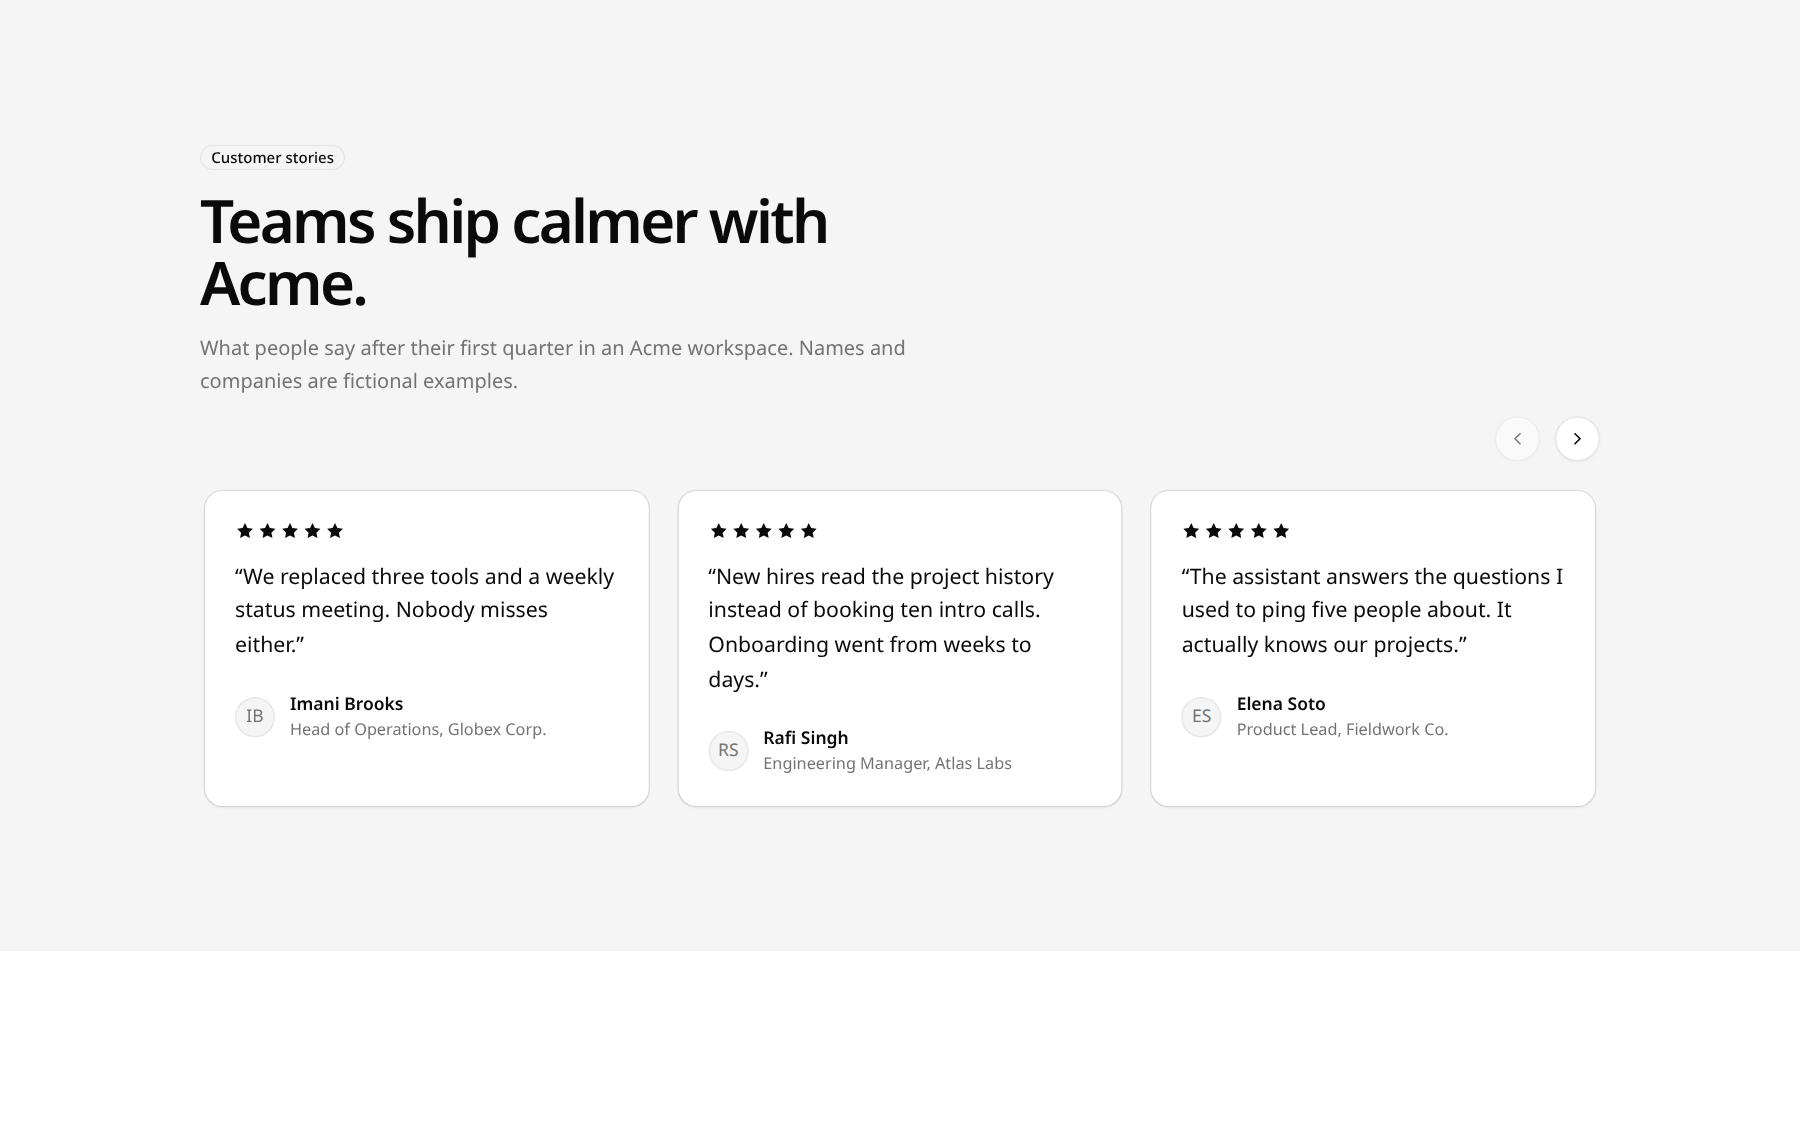 Customer stories
Teams ship calmer with
Acme.
What people say after their first quarter in an Acme workspace. Names and
companies are fictional examples.
“We replaced three tools and a weekly
status meeting. Nobody misses
either.”
IB
Imani Brooks
Head of Operations, Globex Corp.
“New hires read the project history
instead of booking ten intro calls.
Onboarding went from weeks to
days.”
RS
Rafi Singh
Engineering Manager, Atlas Labs
“The assistant answers the questions I
used to ping five people about. It
actually knows our projects.”
ES
Elena Soto
Product Lead, Fieldwork Co.